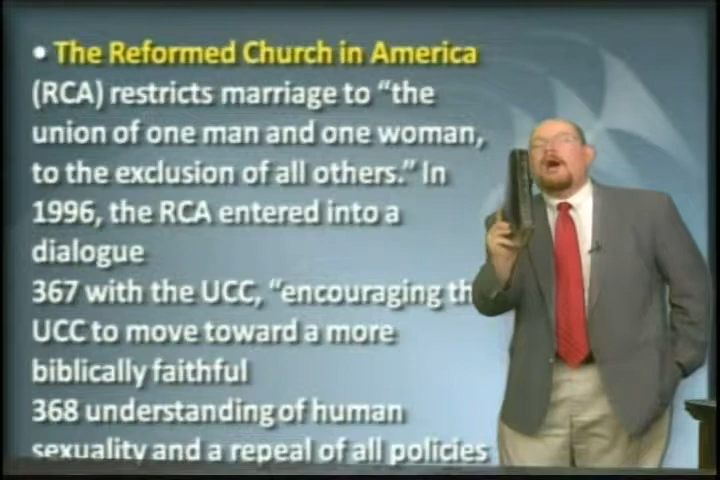 • The Reformed Church in America
(RCA) restricts marriage to “the
union of one man and one woman,
to the exclusion of all others.” In
1996, the RCA entered into a
dialogue
367 with the UCC, “encouraging th
UCC to move toward a more
biblically faithful
368 understanding of human
sexuality and a repeal of all policies